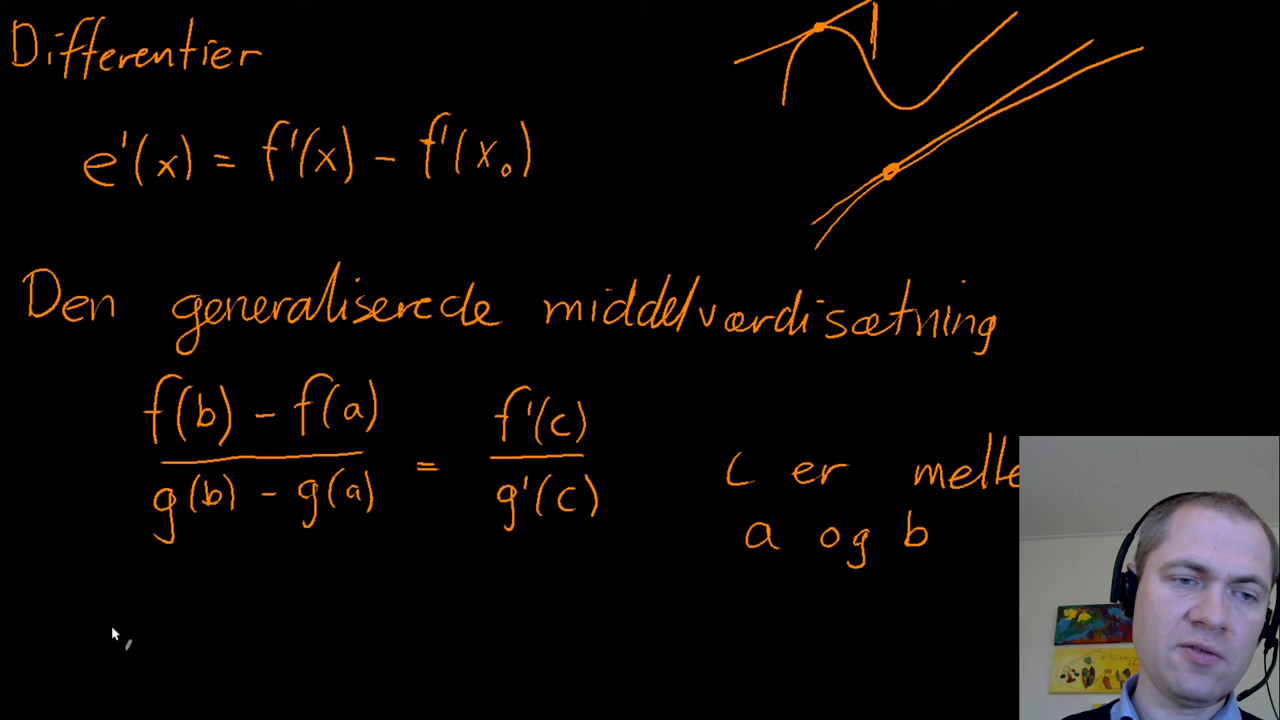 Differentier
e'(x) = f'(x) - f'(x₀)
Den generaliserede middelværdisætning
f(b) - f(a) / g(b) - g(a) = f'(c) / g'(c)
c er melle
a og b